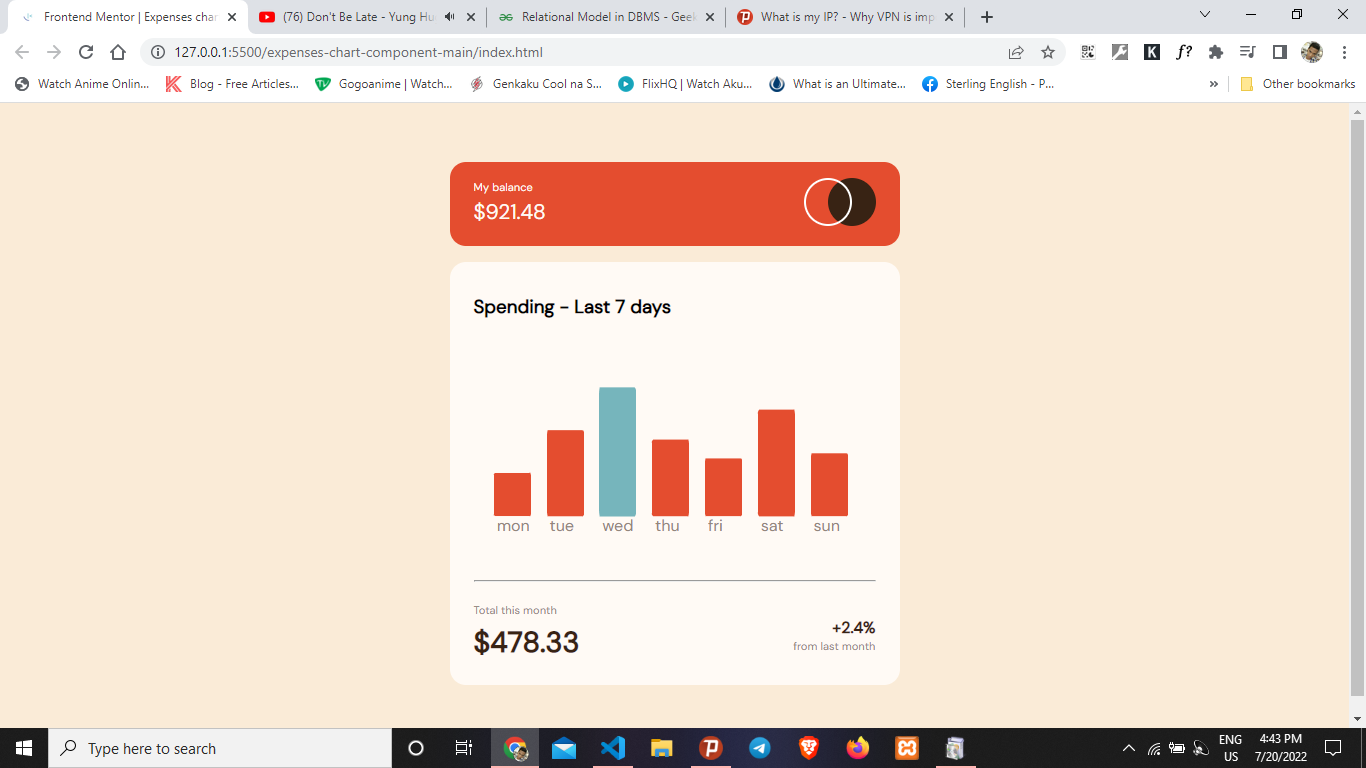 Frontend Mentor | Expenses char
(76) Don't Be Late - Yung Hu
Relational Model in DBMS - Geek
What is my IP? - Why VPN is imp
127.0.0.1:5500/expenses-chart-component-main/index.html
K
f?
Watch Anime Online...
Blog - Free Articles...
Gogoanime | Watch...
Genkaku Cool na S...
FlixHQ | Watch Aku...
What is an Ultimate...
Sterling English - P...
»
Other bookmarks
My balance
$921.48
Spending - Last 7 days
mon tue wed thu fri sat sun
Total this month
$478.33
+2.4%
from last month
Type here to search
ENG
US
4:43 PM
7/20/2022